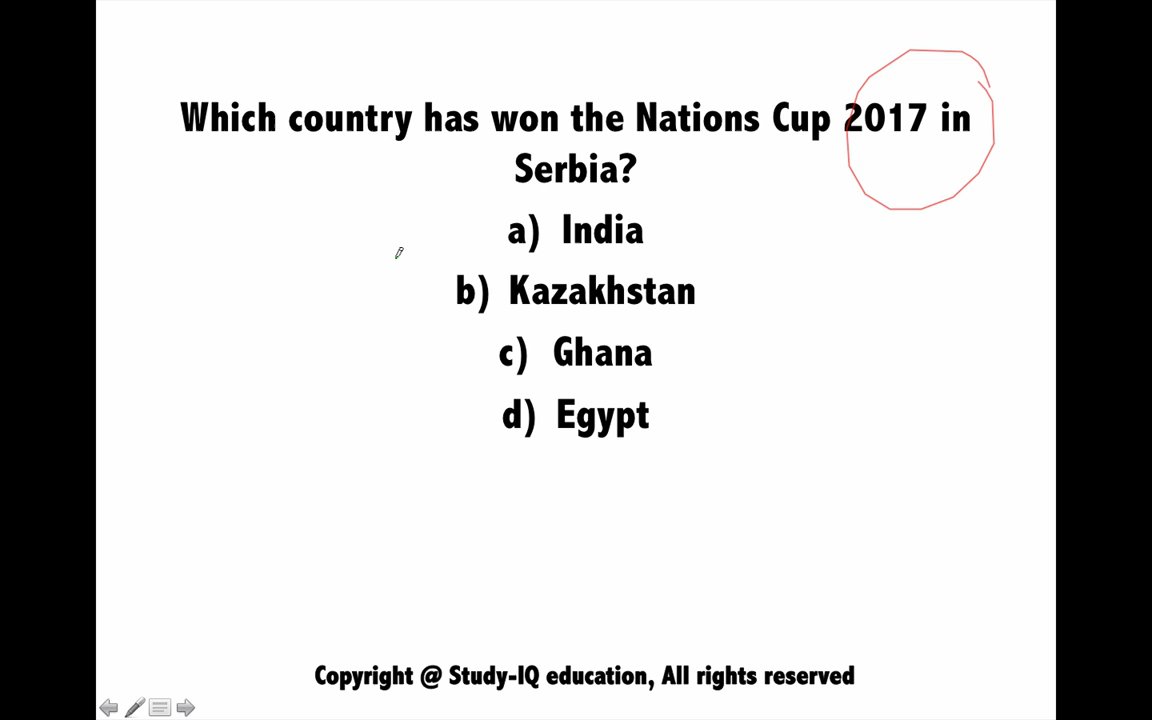 Which country has won the Nations Cup 2017 in
Serbia?
a) India
b) Kazakhstan
c) Ghana
d) Egypt
Copyright @ Study-IQ education, All rights reserved